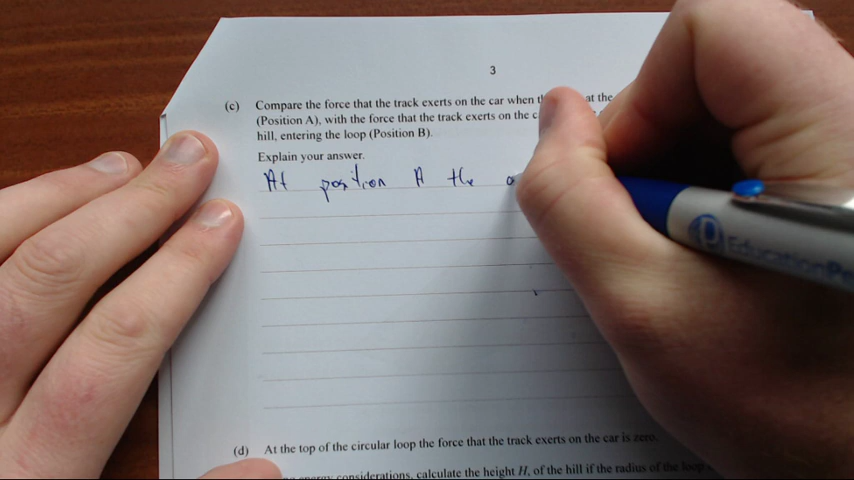 3
(c) Compare the force that the track exerts on the car when at the
(Position A), with the force that the track exerts on the
hill, entering the loop (Position B).
Explain your answer.
At position A the
EducationPe
(d) At the top of the circular loop the force that the track exerts on the car is zero.
energy considerations, calculate the height H, of the hill if the radius of the loop